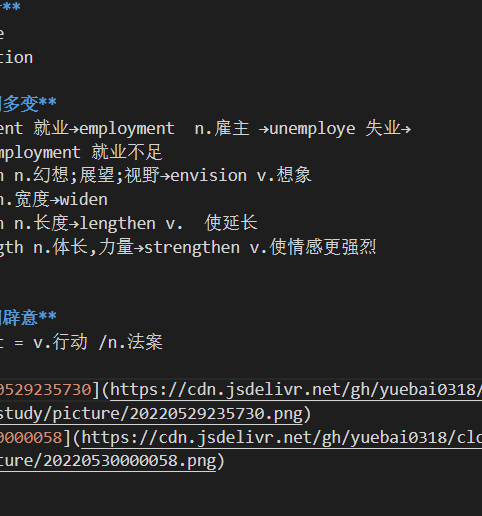 **
e
tion
多变**
ent 就业→employment  n.雇主 →unemploye 失业→
mployment 就业不足
n n.幻想;展望;视野→envision v.想象
n.宽度→widen
n n.长度→lengthen v.  使延长
gth n.体长,力量→strengthen v.使情感更强烈
辟意**
t = v.行动 /n.法案
0529235730](https://cdn.jsdelivr.net/gh/yuebai0318/
study/picture/20220529235730.png)
0000058](https://cdn.jsdelivr.net/gh/yuebai0318/clo
ture/20220530000058.png)